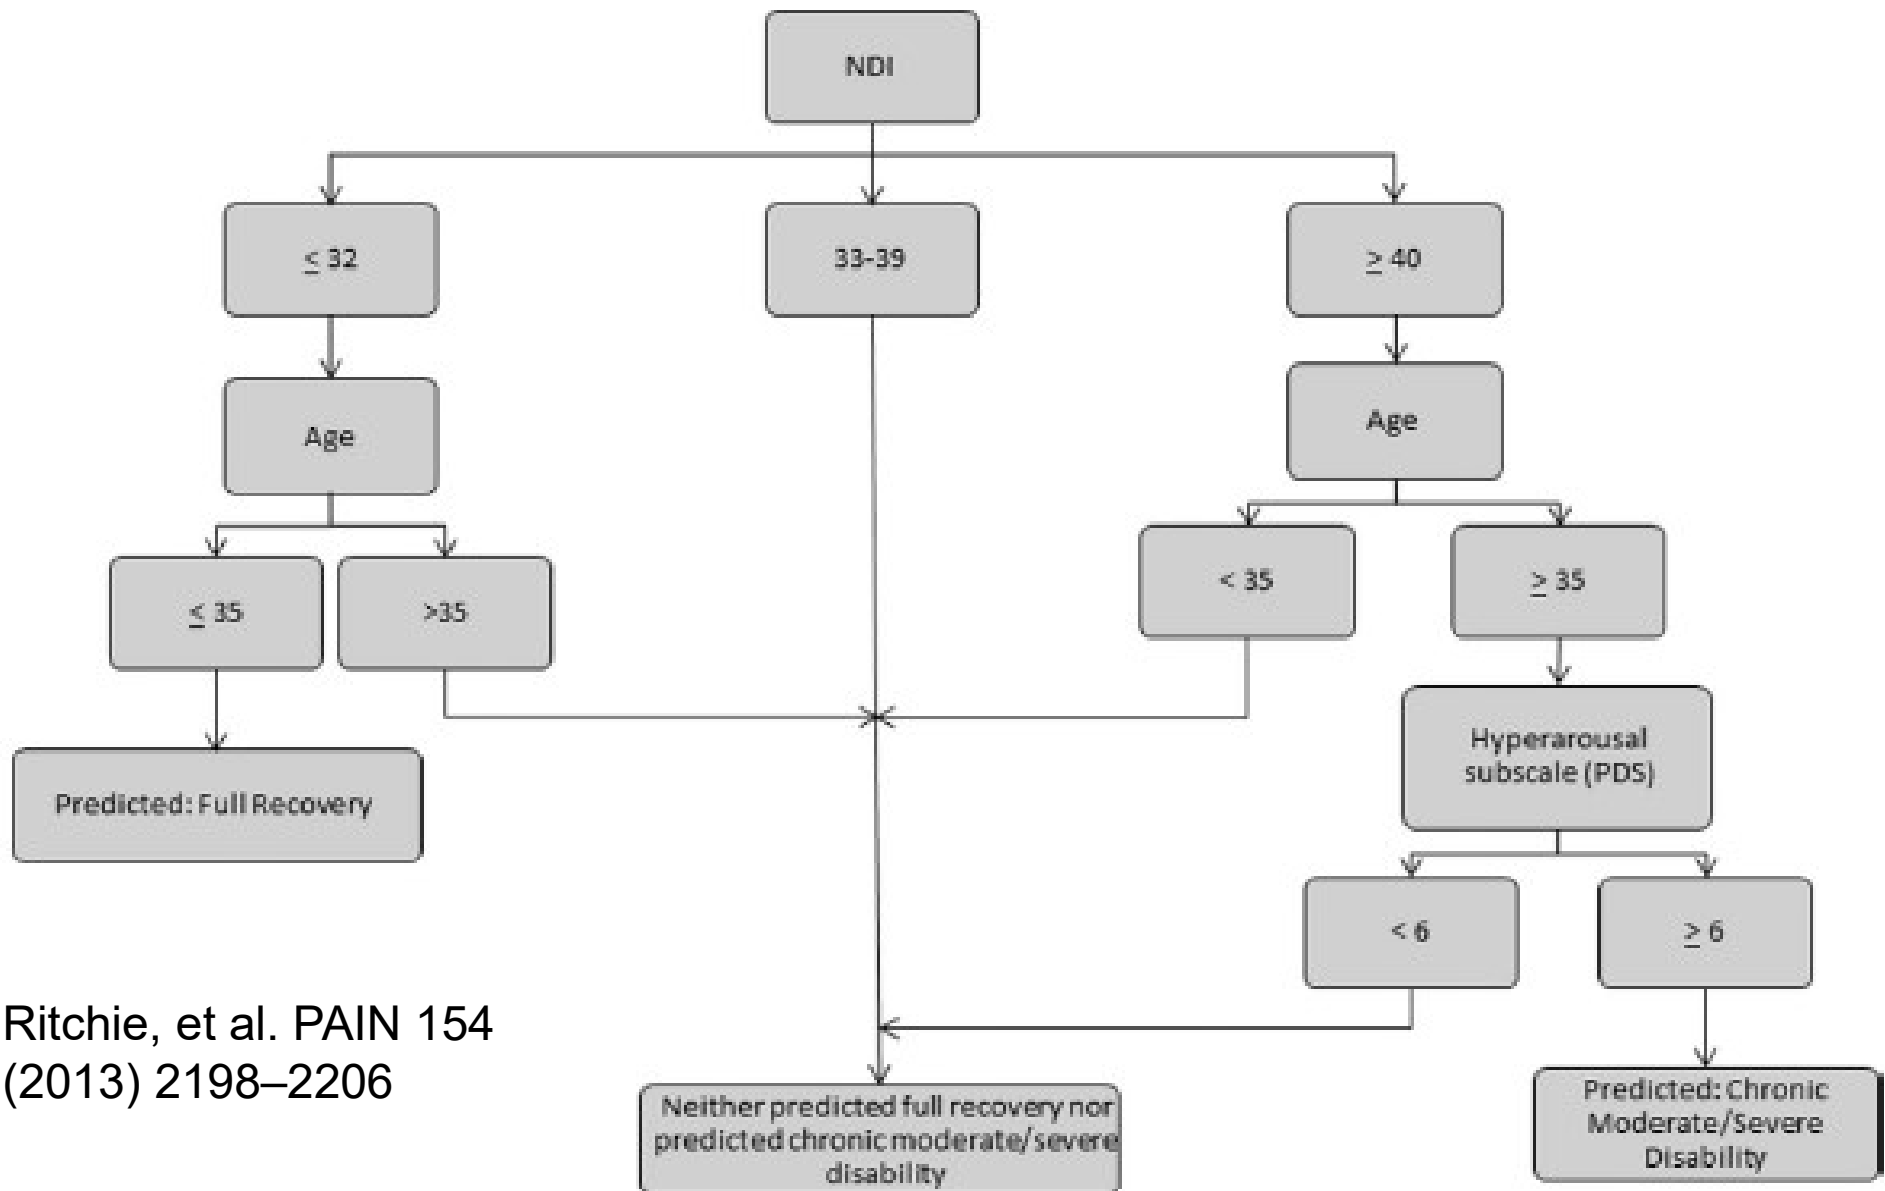 NDI
≤ 32
33-39
≥ 40
Age
Age
≤ 35
>35
< 35
≥ 35
Hyperarousal
subscale (PDS)
Predicted: Full Recovery
< 6
≥ 6
Ritchie, et al. PAIN 154
(2013) 2198–2206
Neither predicted full recovery nor
predicted chronic moderate/severe
disability
Predicted: Chronic
Moderate/Severe
Disability